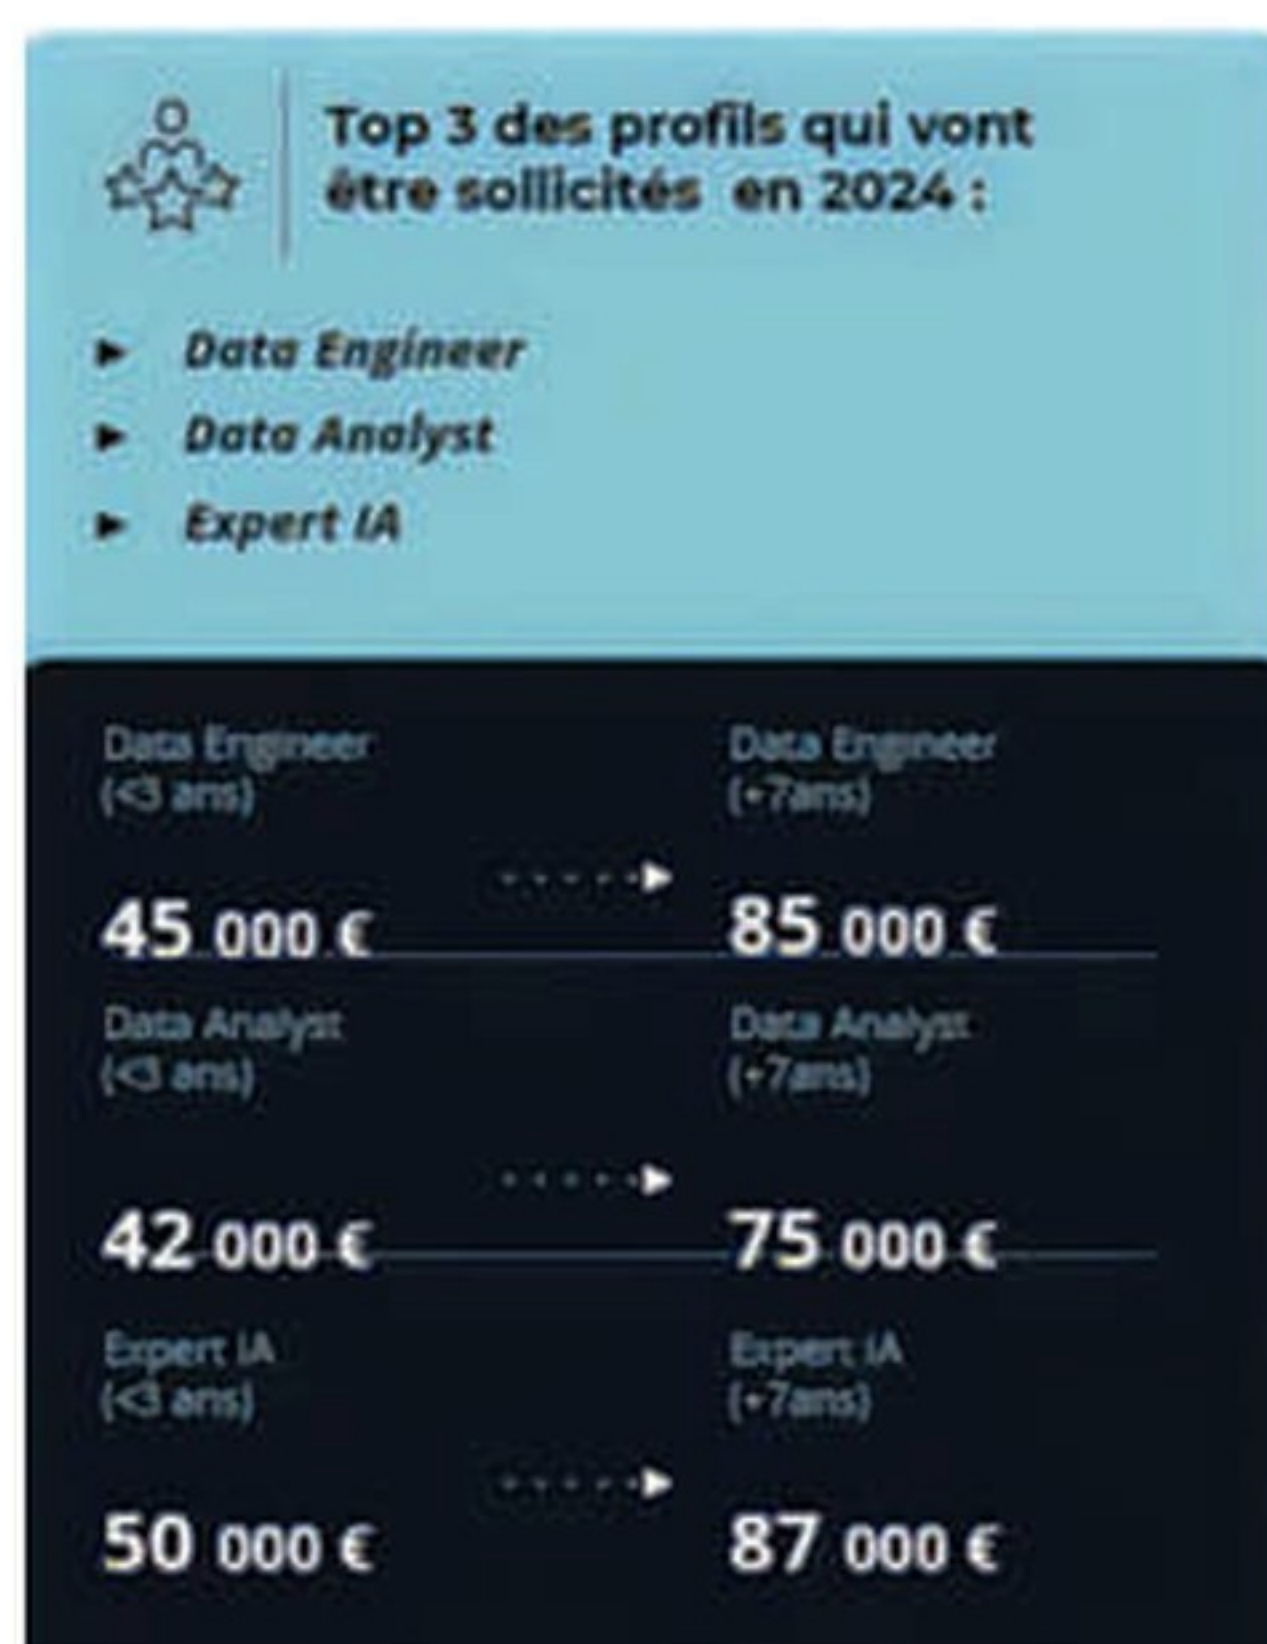 Top 3 des profils qui vont
être sollicités en 2024 :
► Data Engineer
► Data Analyst
► Expert IA
Data Engineer
(<3 ans)
45 000 €
Data Engineer
(+7ans)
85 000 €
Data Analyst
(<3 ans)
42 000 €
Data Analyst
(+7ans)
75 000 €
Expert IA
(<3 ans)
50 000 €
Expert IA
(+7ans)
87 000 €